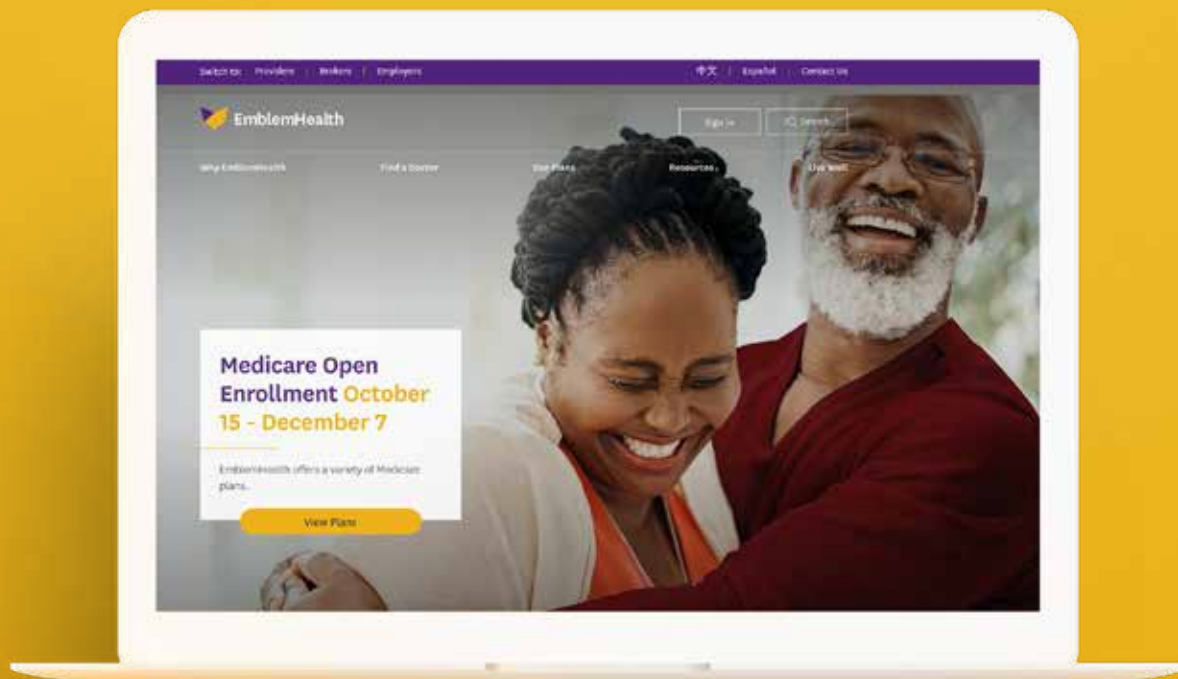 Switch to: Providers | Brokers | Employers
中文 | Español | Contact Us
EmblemHealth
Sign In
Search
Why EmblemHealth
Find a Doctor
Our Plans
Resources
Live Well
Medicare Open
Enrollment October
15 - December 7
EmblemHealth offers a variety of Medicare
plans.
View Plans